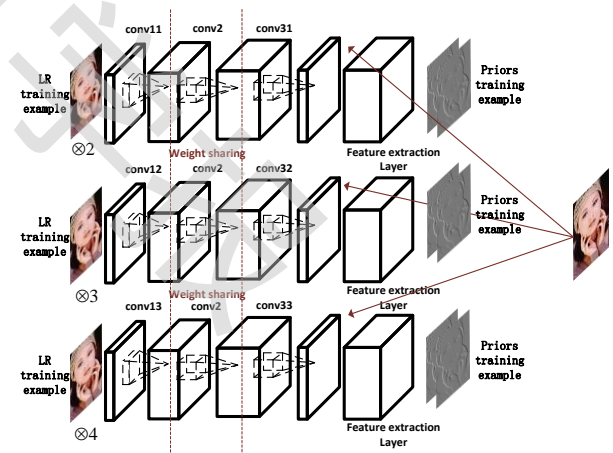 conv11 conv2 conv31
LR
training
example
Priors
training
example
⊗2
Weight sharing
Feature extraction
Layer
conv12 conv2 conv32
LR
training
example
Priors
training
example
⊗3
Weight sharing
Feature extraction
Layer
conv13 conv2 conv33
LR
training
example
Priors
training
example
⊗4
Feature extraction
Layer